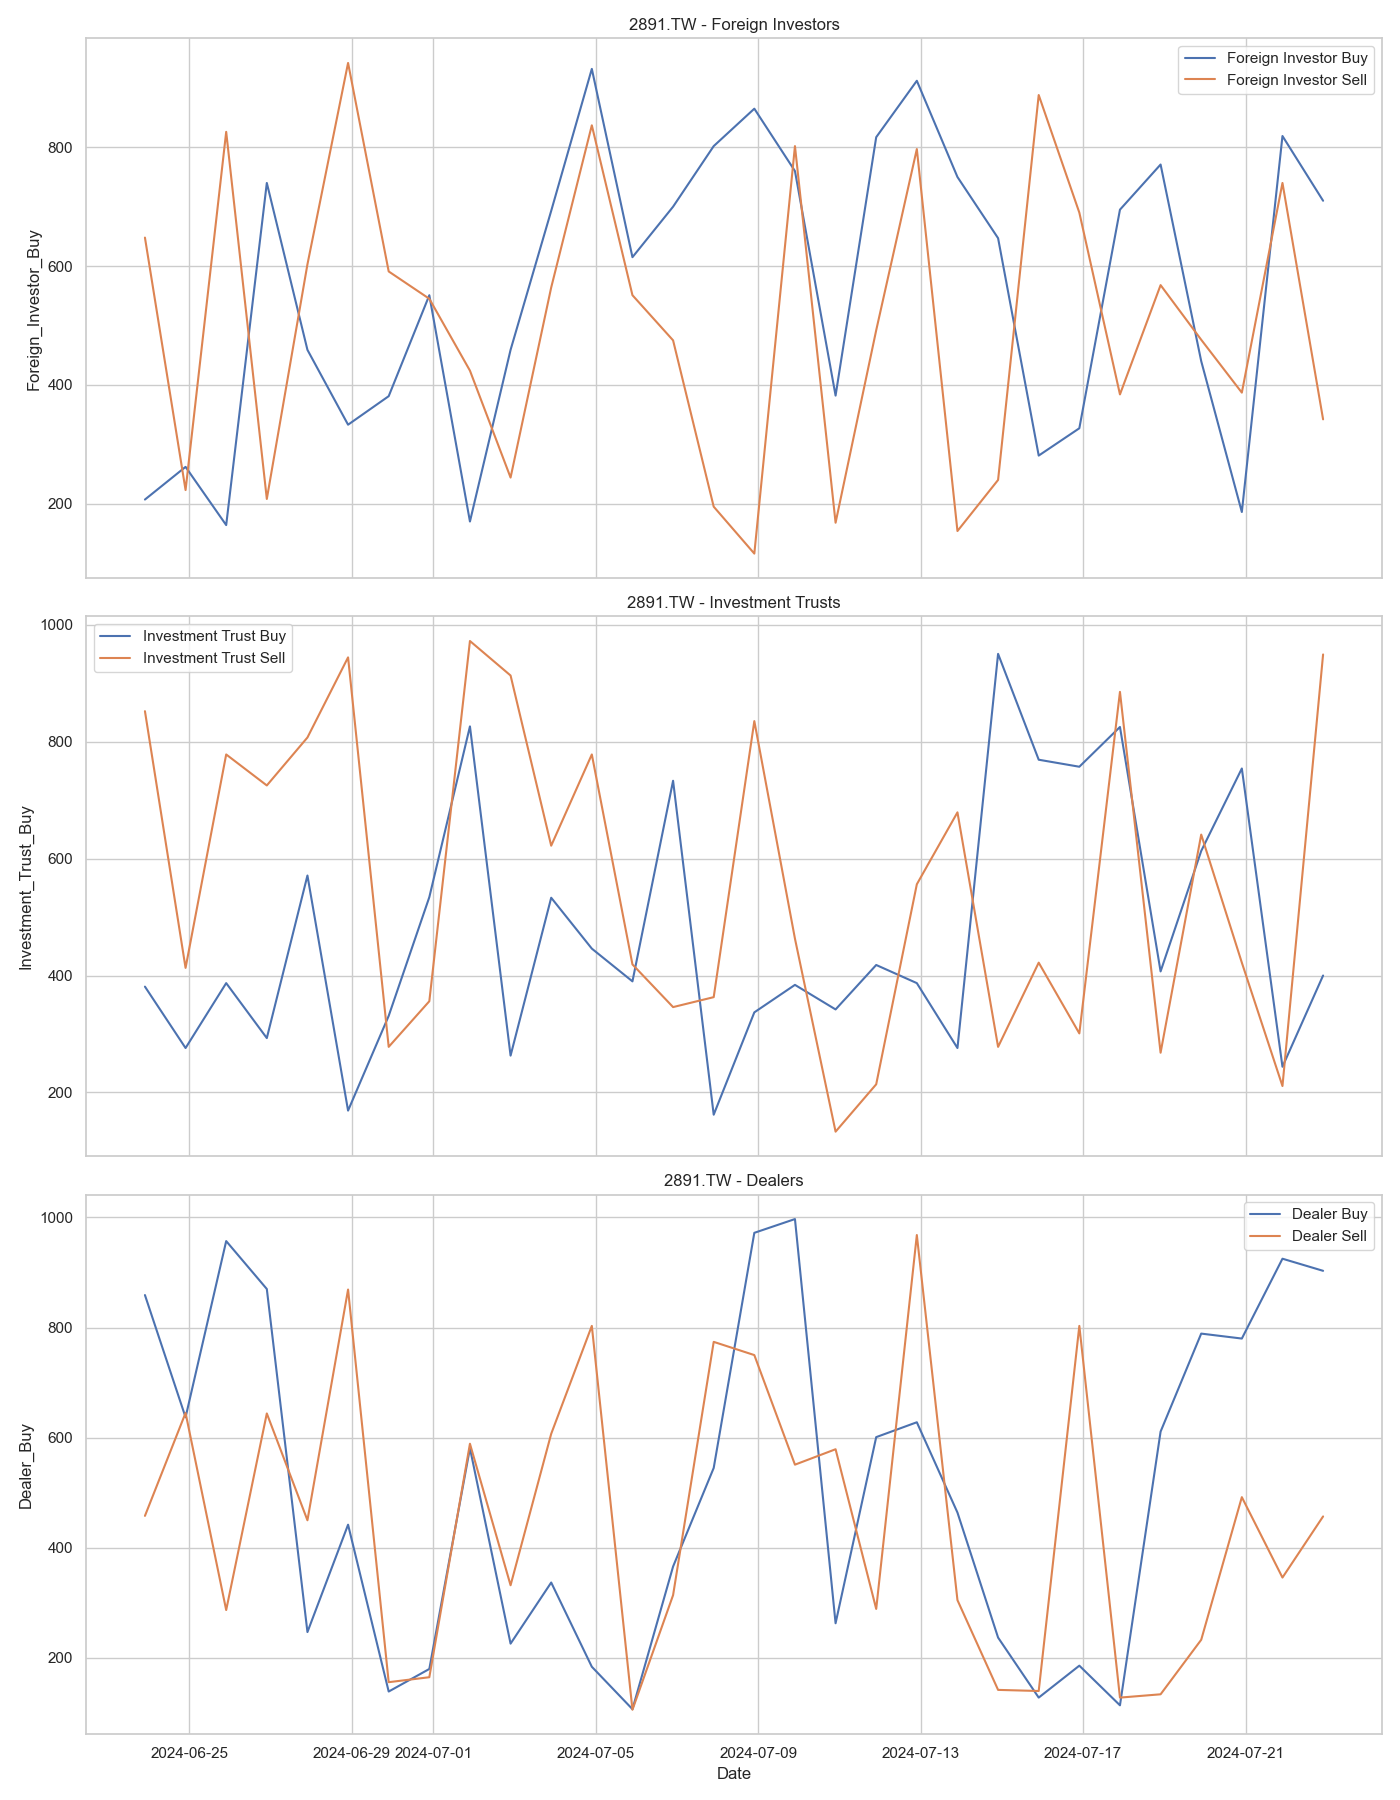 2891.TW - Foreign Investors
Foreign Investor Buy
Foreign Investor Sell
Foreign_Investor_Buy
800
600
400
200
2891.TW - Investment Trusts
Investment Trust Buy
Investment Trust Sell
Investment_Trust_Buy
1000
800
600
400
200
2891.TW - Dealers
Dealer Buy
Dealer Sell
Dealer_Buy
1000
800
600
400
200
2024-06-25 2024-06-29 2024-07-01 2024-07-05 2024-07-09 2024-07-13 2024-07-17 2024-07-21
Date